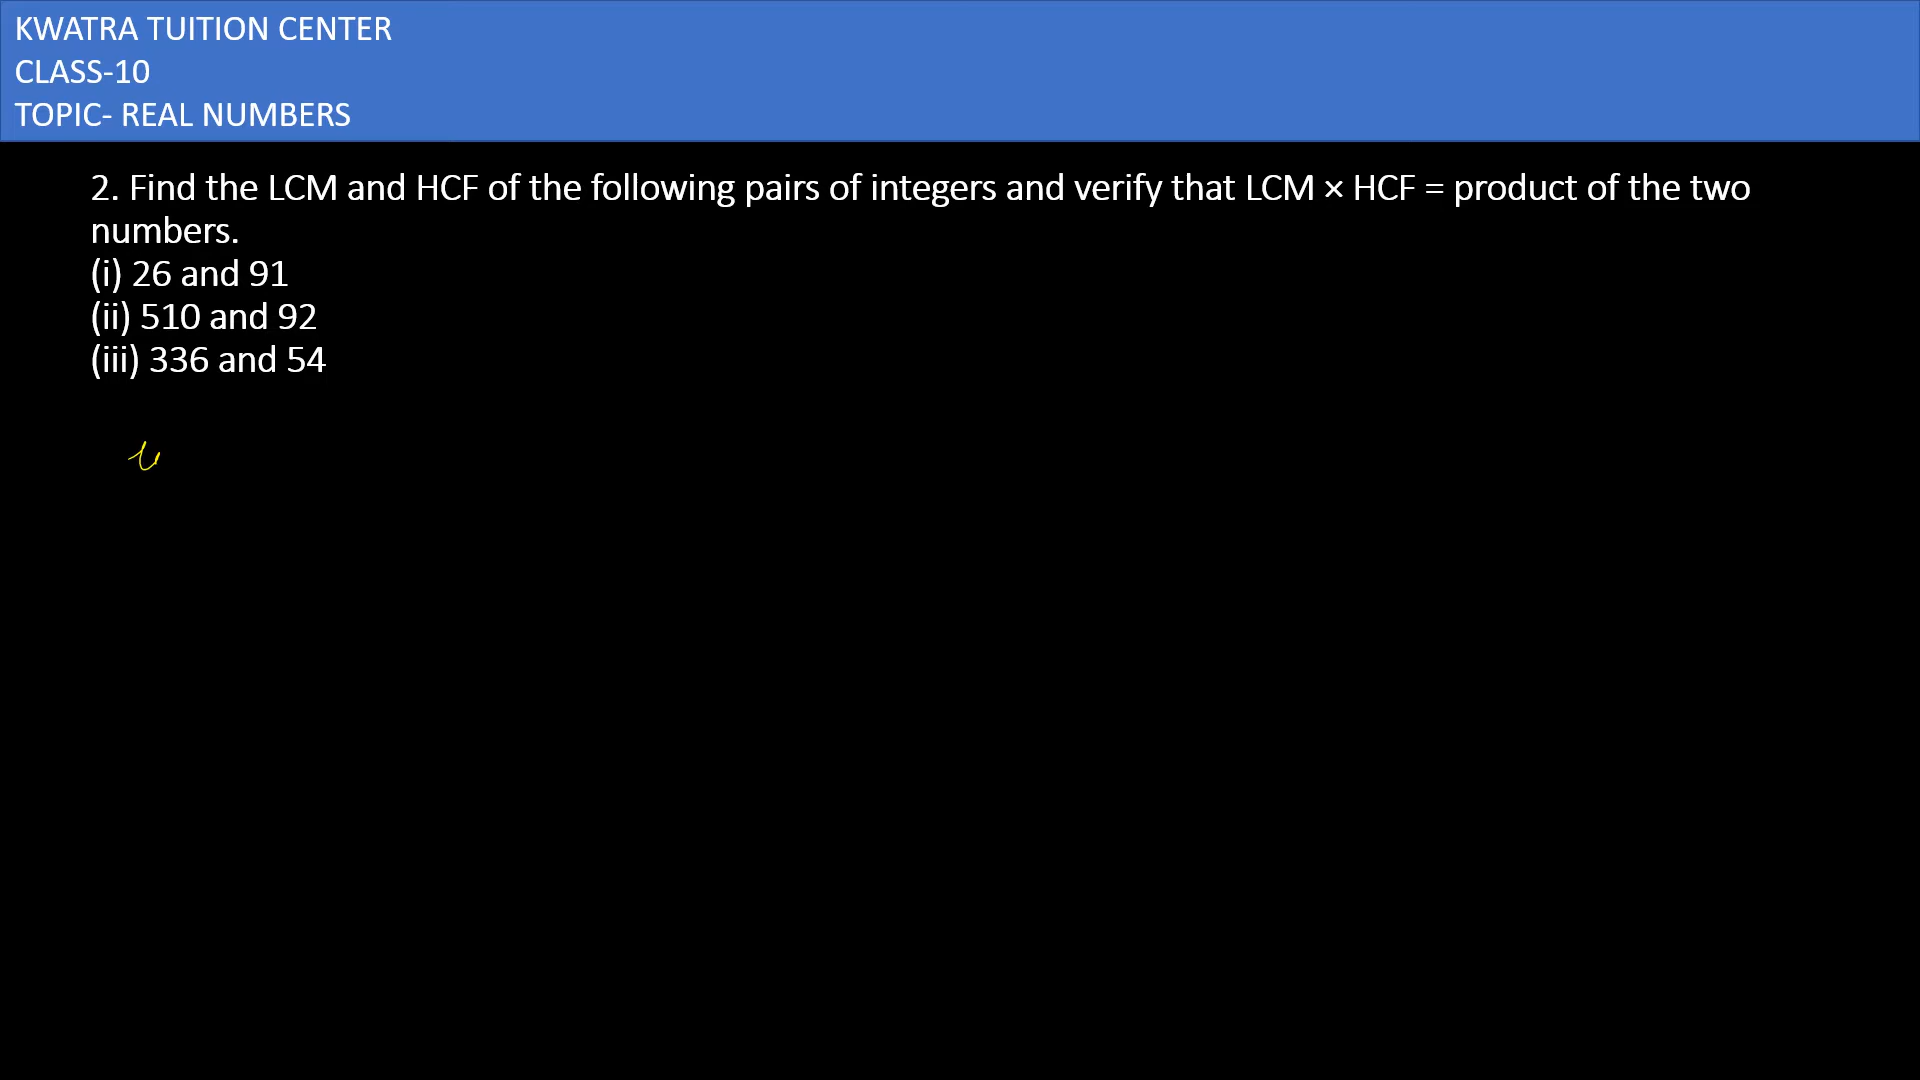 KWATRA TUITION CENTER
CLASS-10
TOPIC- REAL NUMBERS
2. Find the LCM and HCF of the following pairs of integers and verify that LCM × HCF = product of the two
numbers.
(i) 26 and 91
(ii) 510 and 92
(iii) 336 and 54